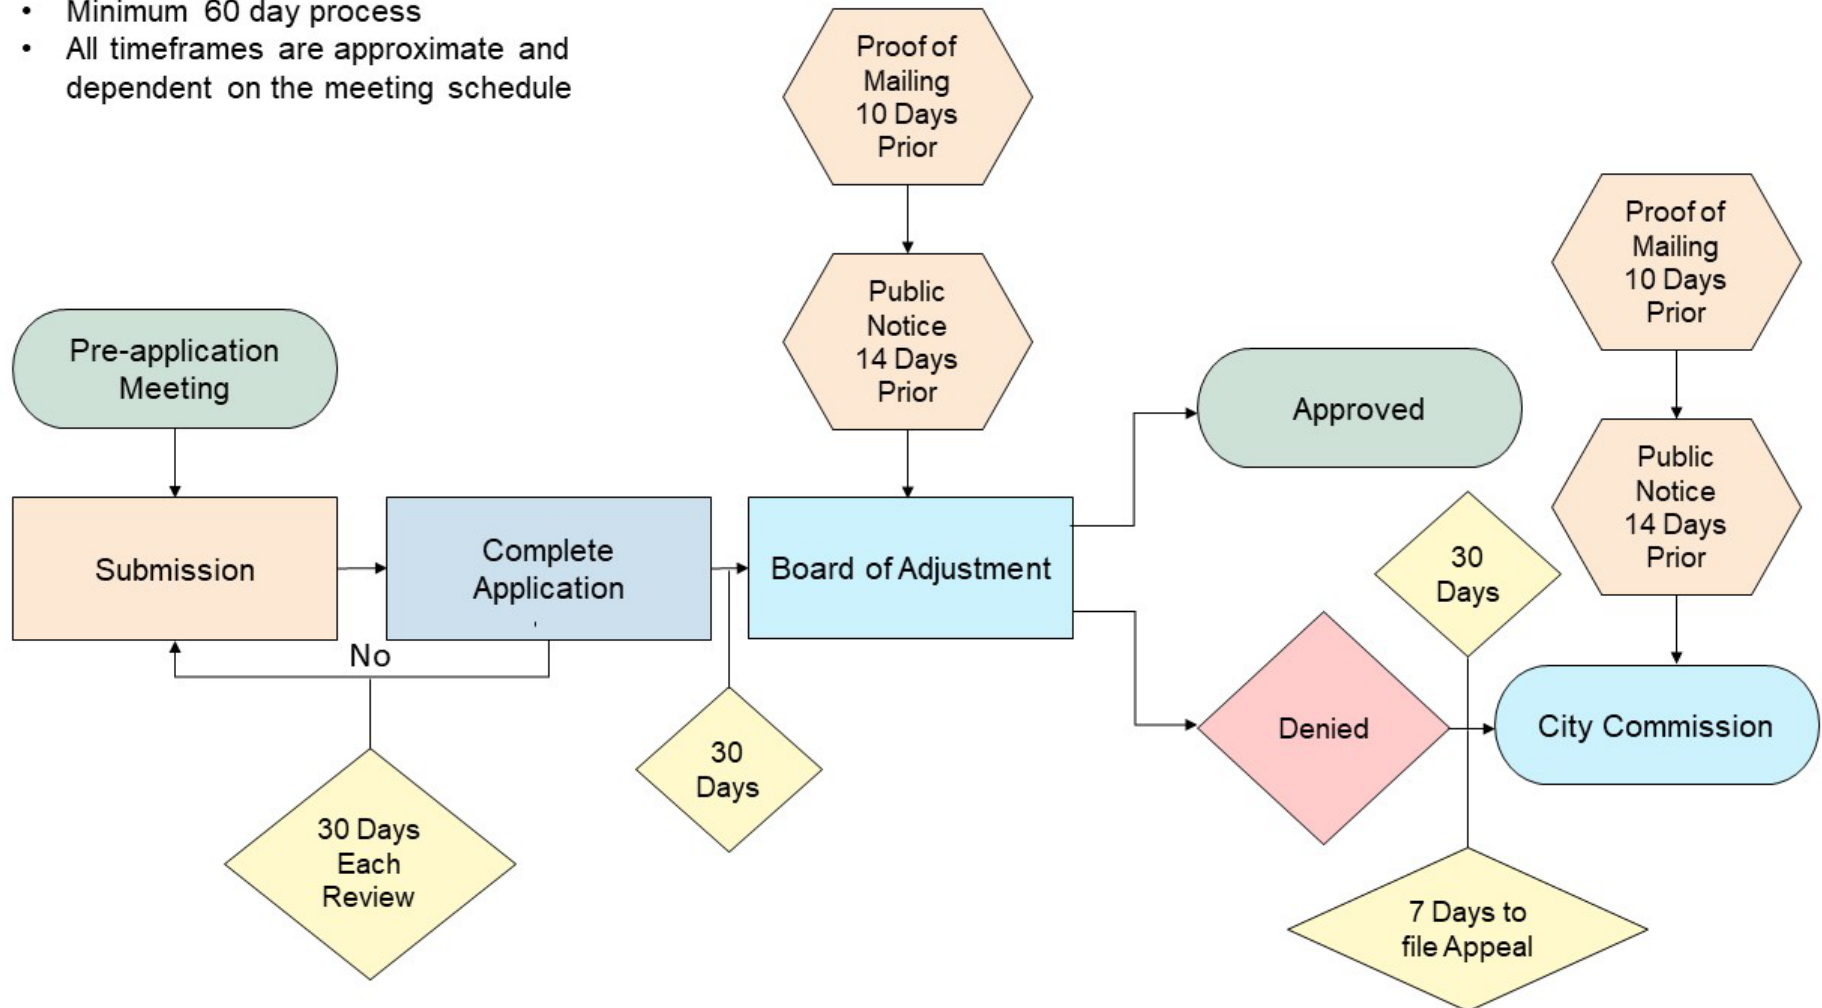 • Minimum 60 day process
• All timeframes are approximate and
dependent on the meeting schedule
Proof of
Mailing
10 Days
Prior
Public
Notice
14 Days
Prior
Proof of
Mailing
10 Days
Prior
Public
Notice
14 Days
Prior
Pre-application
Meeting
Submission
Complete
Application
Board of Adjustment
Approved
No
30 Days
Each
Review
30
Days
Denied
30
Days
7 Days to
file Appeal
City Commission